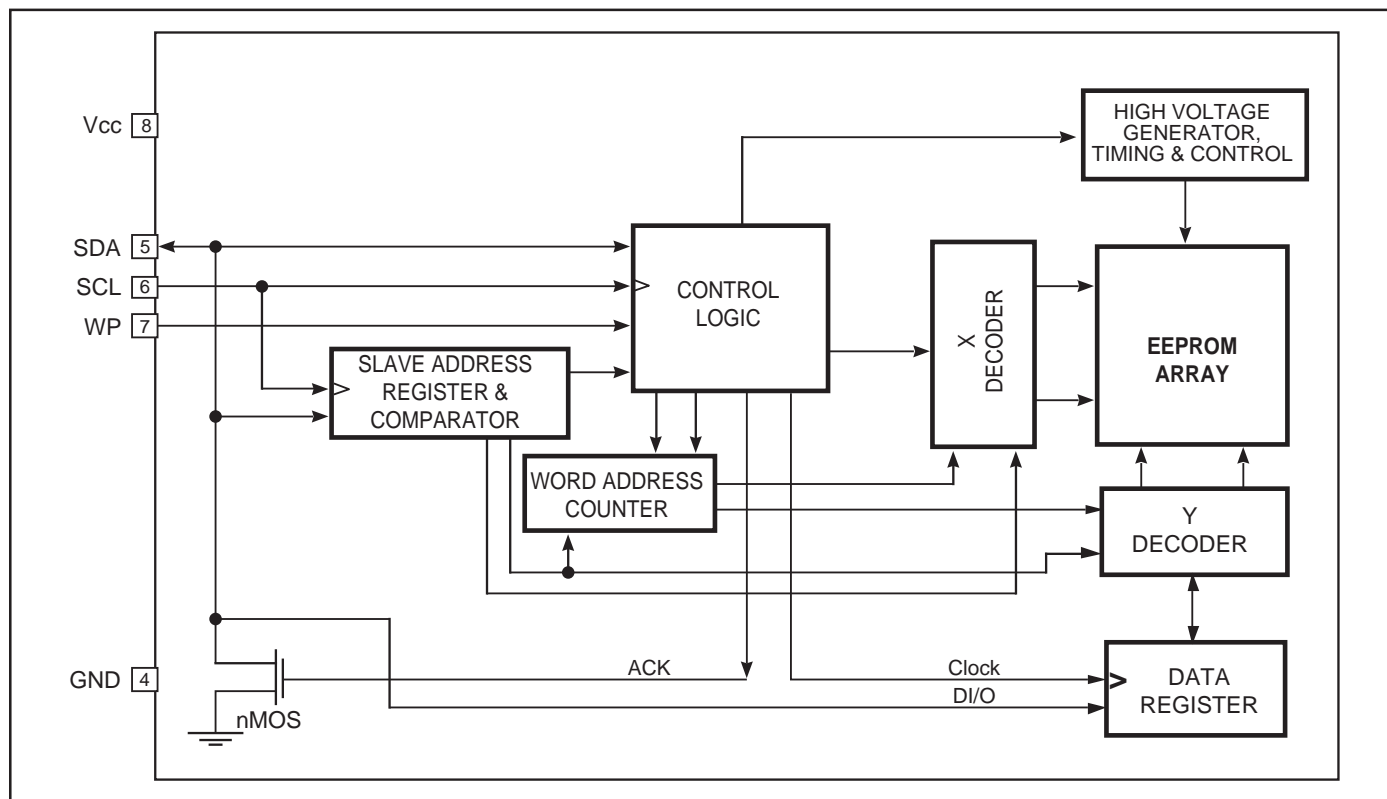 HIGH VOLTAGE
GENERATOR,
TIMING & CONTROL
Vcc 8
SDA 5
SCL 6
WP 7
CONTROL
LOGIC
X
DECODER
EEPROM
ARRAY
SLAVE ADDRESS
REGISTER &
COMPARATOR
WORD ADDRESS
COUNTER
Y
DECODER
GND 4
nMOS
ACK
Clock
DI/O
DATA
REGISTER